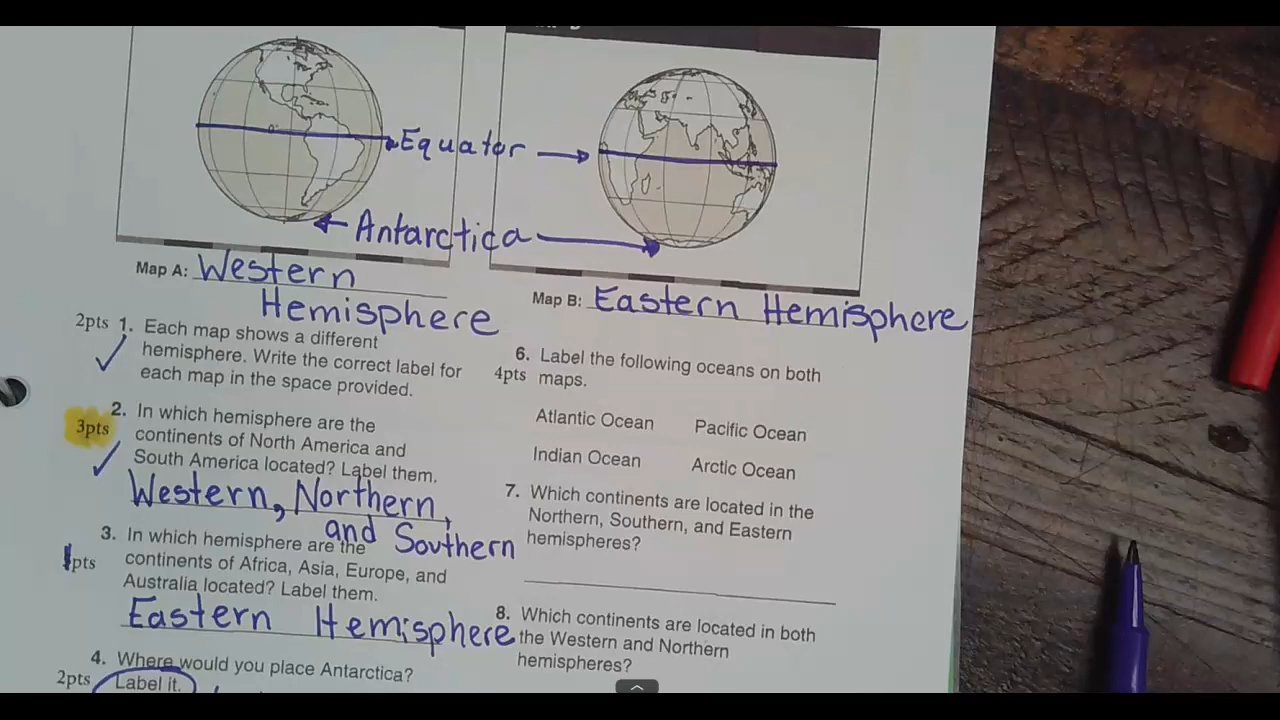 Equator
Antarctica
Map A: Western
Hemisphere
Map B: Eastern Hemisphere
2pts 1. Each map shows a different
hemisphere. Write the correct label for
each map in the space provided.
2. In which hemisphere are the
3pts continents of North America and
South America located? Label them.
Western, Northern,
and Southern
3. In which hemisphere are the
pts continents of Africa, Asia, Europe, and
Australia located? Label them.
Eastern Hemisphere
4. Where would you place Antarctica?
2pts Label it.
6. Label the following oceans on both
4pts maps.
Atlantic Ocean Pacific Ocean
Indian Ocean Arctic Ocean
7. Which continents are located in the
Northern, Southern, and Eastern
hemispheres?
8. Which continents are located in both
the Western and Northern
hemispheres?